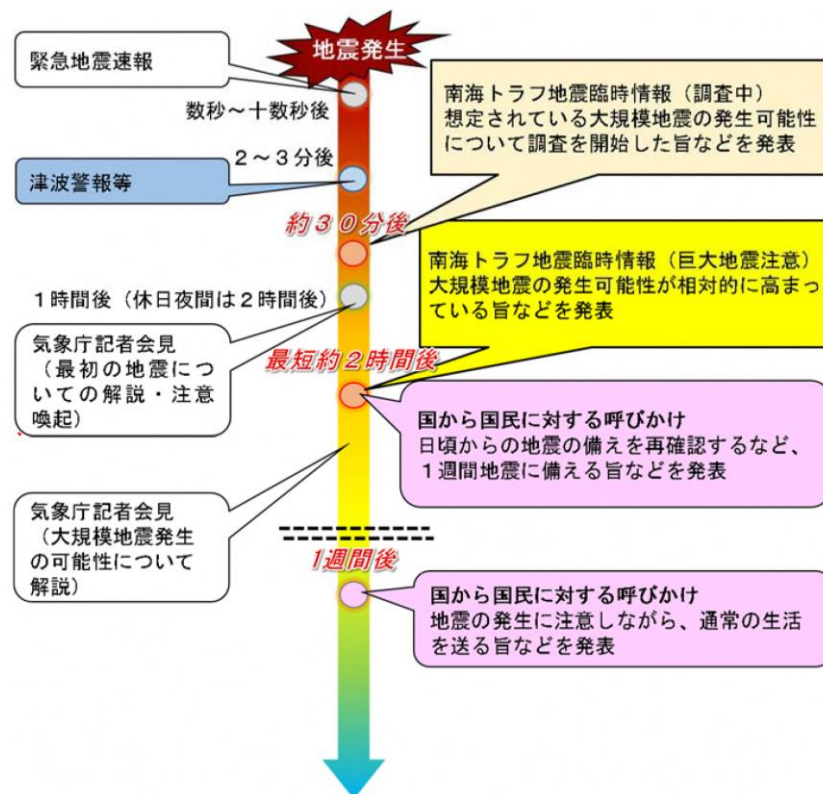 地震発生
緊急地震速報
数秒～十数秒後
南海トラフ地震臨時情報（調査中）
想定されている大規模地震の発生可能性
について調査を開始した旨などを発表
２～３分後
津波警報等
約３０分後
南海トラフ地震臨時情報（巨大地震注意）
大規模地震の発生可能性が相対的に高まっ
ている旨などを発表
１時間後（休日夜間は２時間後）
気象庁記者会見
（最初の地震につ
いての解説・注意
喚起）
最短約２時間後
国から国民に対する呼びかけ
日頃からの地震の備えを再確認するなど、
１週間地震に備える旨などを発表
気象庁記者会見
（大規模地震発生
の可能性について
解説）
1週間後
国から国民に対する呼びかけ
地震の発生に注意しながら、通常の生活
を送る旨などを発表